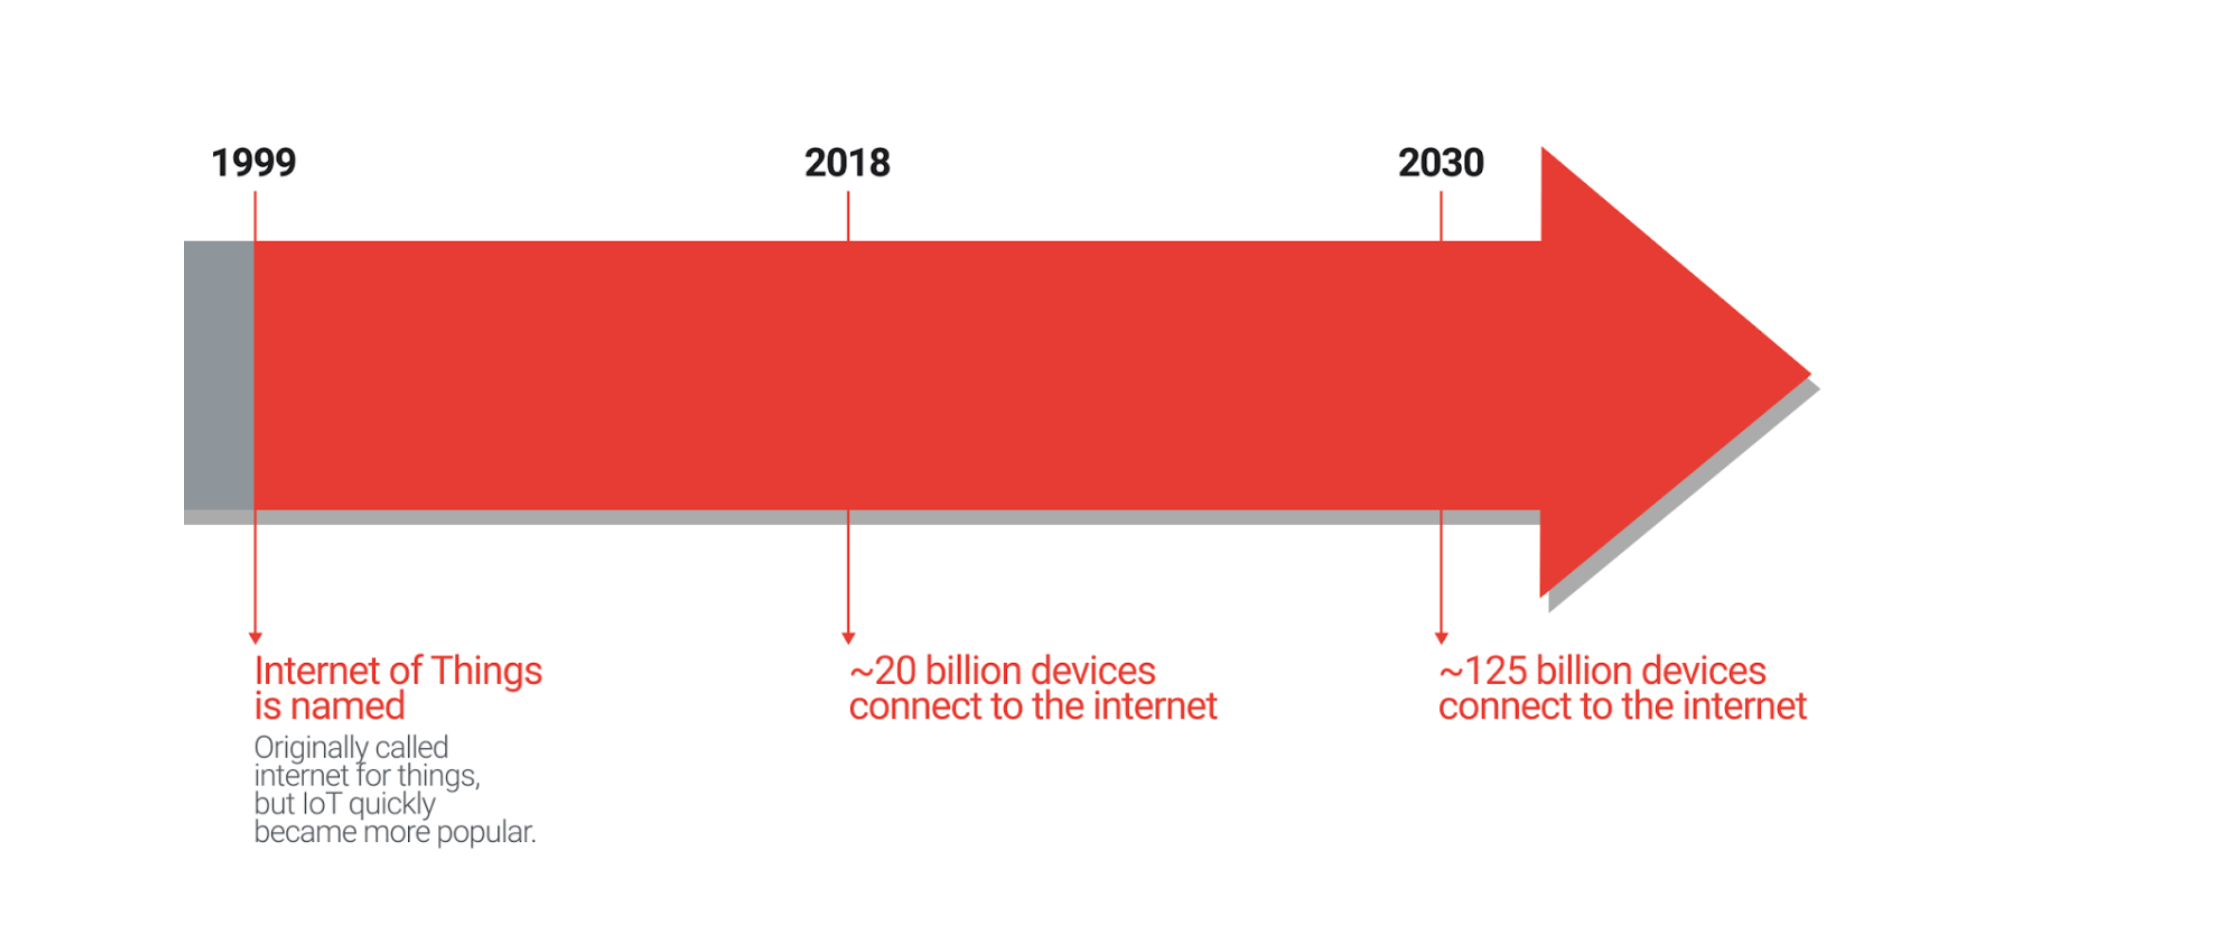 1999
2018
2030
Internet of Things
is named
Originally called
internet for things,
but IoT quickly
became more popular.
~20 billion devices
connect to the internet
~125 billion devices
connect to the internet